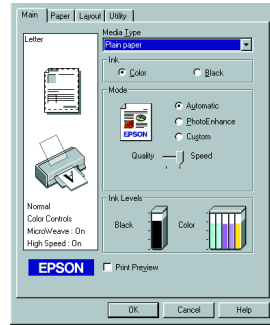 Main Paper Layout Utility
Letter
Media Type
Plain paper
Ink
Color Black
Mode
EPSON
Automatic
PhotoEnhance
Custom
Quality Speed
Normal
Color Controls
MicroWeave : On
High Speed : On
Ink Levels
Black Color
EPSON
Print Preview
OK Cancel Help